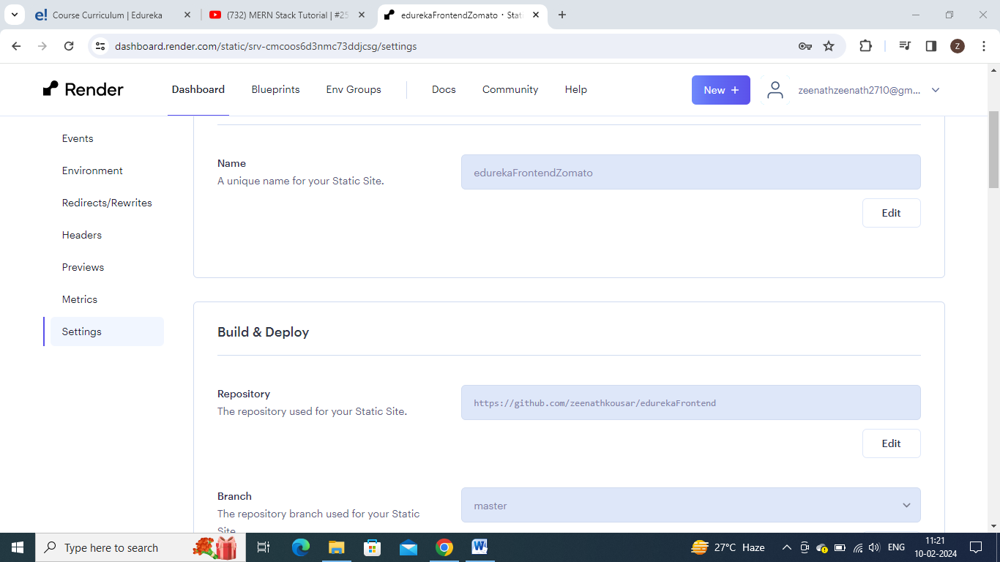 Course Curriculum | Edureka
(732) MERN Stack Tutorial | #25
edurekaFrontendZomato · Stati
dashboard.render.com/static/srv-cmcoos6d3nmc73ddjcsg/settings
Z
Render
Dashboard
Blueprints
Env Groups
Docs
Community
Help
New +
zeenathzeenath2710@gm...
Events
Environment
Redirects/Rewrites
Headers
Previews
Metrics
Settings
Name
A unique name for your Static Site.
edurekaFrontendZomato
Edit
Build & Deploy
Repository
The repository used for your Static Site.
https://github.com/zeenathkousar/edurekaFrontend
Edit
Branch
The repository branch used for your Static
Site.
master
Type here to search
27°C Haze
ENG
11:21
10-02-2024